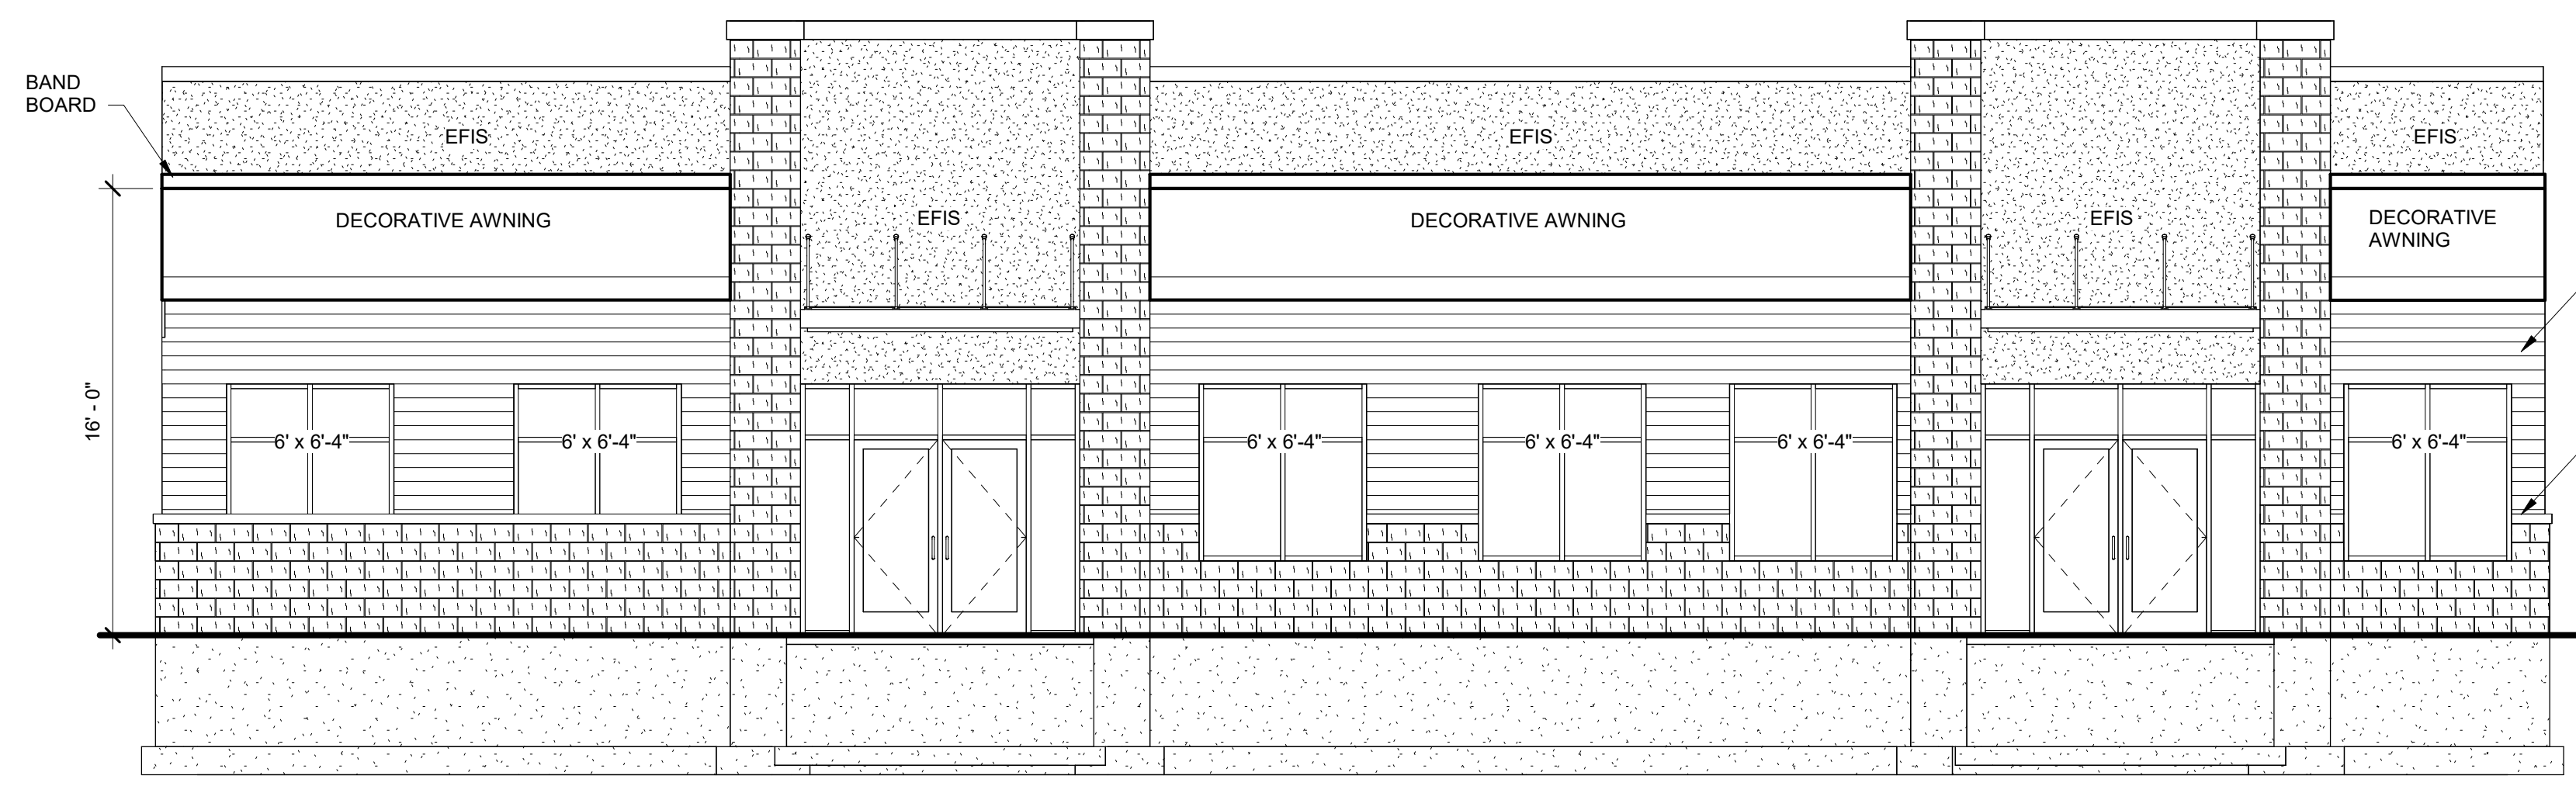 BAND
BOARD
EFIS
EFIS
EFIS
DECORATIVE AWNING
EFIS
DECORATIVE AWNING
EFIS
DECORATIVE
AWNING
16' - 0"
6' x 6'-4"
6' x 6'-4"
6' x 6'-4"
6' x 6'-4"
6' x 6'-4"
6' x 6'-4"